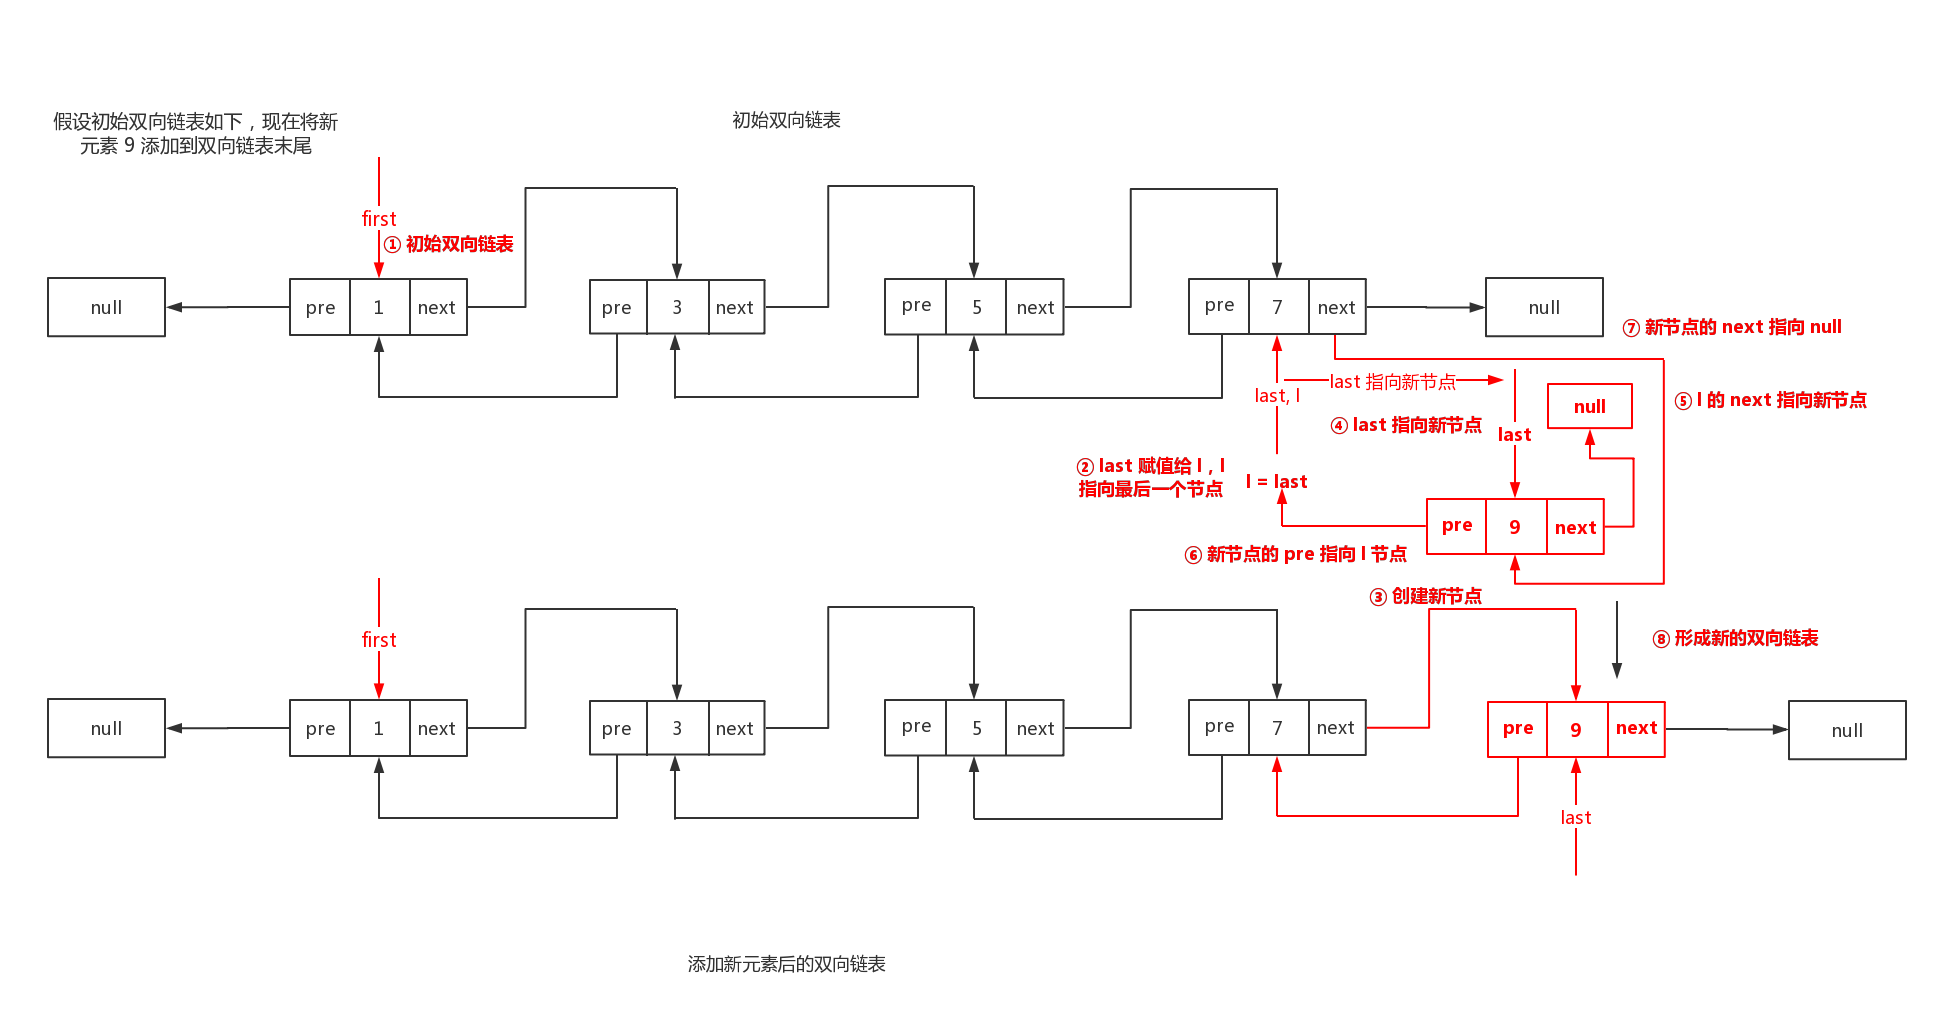 假设初始双向链表如下，现在将新
元素 9 添加到双向链表末尾
初始双向链表
first
① 初始双向链表
null
pre 1 next
pre 3 next
pre 5 next
pre 7 next
null
⑦ 新节点的 next 指向 null
last 指向新节点
last, l
null
⑤ l 的 next 指向新节点
④ last 指向新节点
last
② last 赋值给 l，l
指向最后一个节点
l = last
pre 9 next
⑥ 新节点的 pre 指向 l 节点
③ 创建新节点
first
⑧ 形成新的双向链表
null
pre 1 next
pre 3 next
pre 5 next
pre 7 next
pre 9 next
null
last
添加新元素后的双向链表